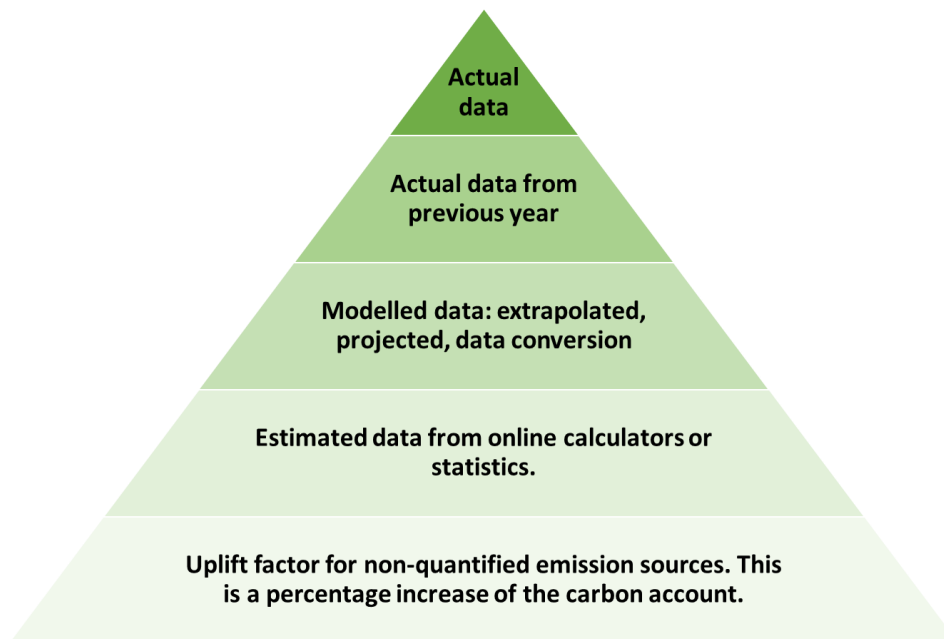 Actual
data
Actual data from
previous year
Modelled data: extrapolated,
projected, data conversion
Estimated data from online calculators or
statistics.
Uplift factor for non-quantified emission sources. This
is a percentage increase of the carbon account.